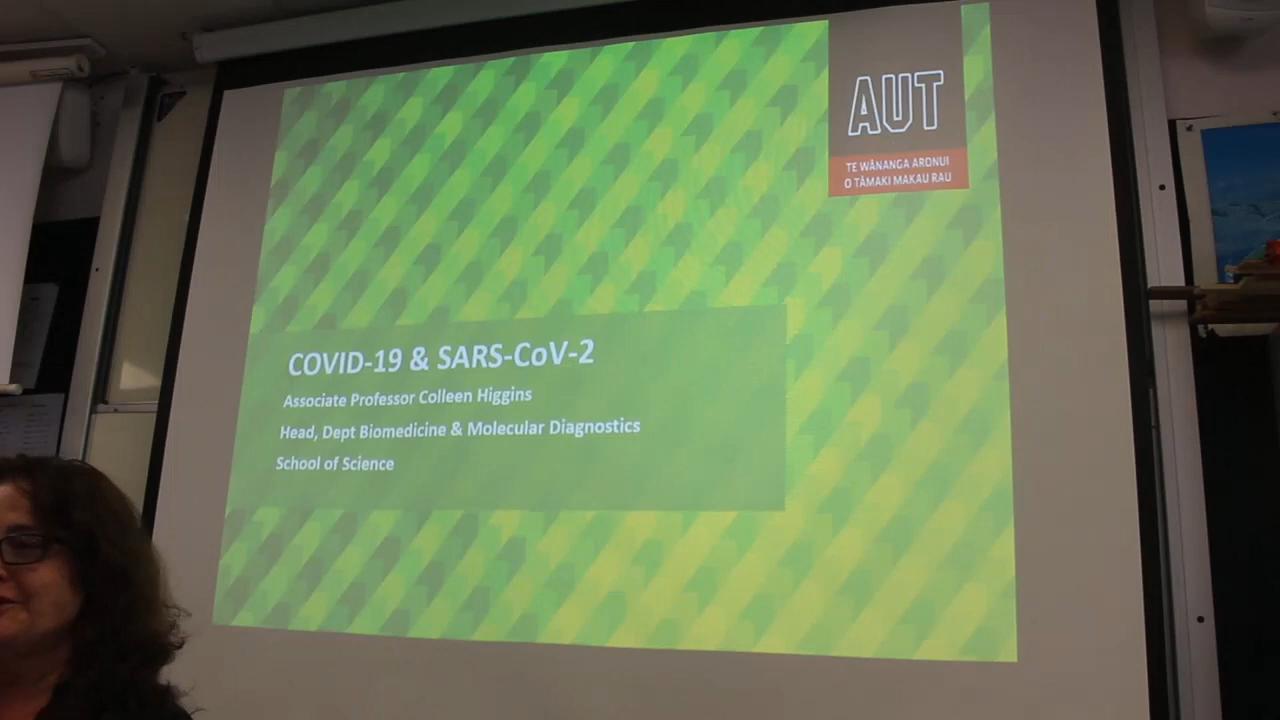 AUT
TE WĀNANGA ARONUI
O TĀMAKI MAKAU RAU
COVID-19 & SARS-CoV-2
Associate Professor Colleen Higgins
Head, Dept Biomedicine & Molecular Diagnostics
School of Science